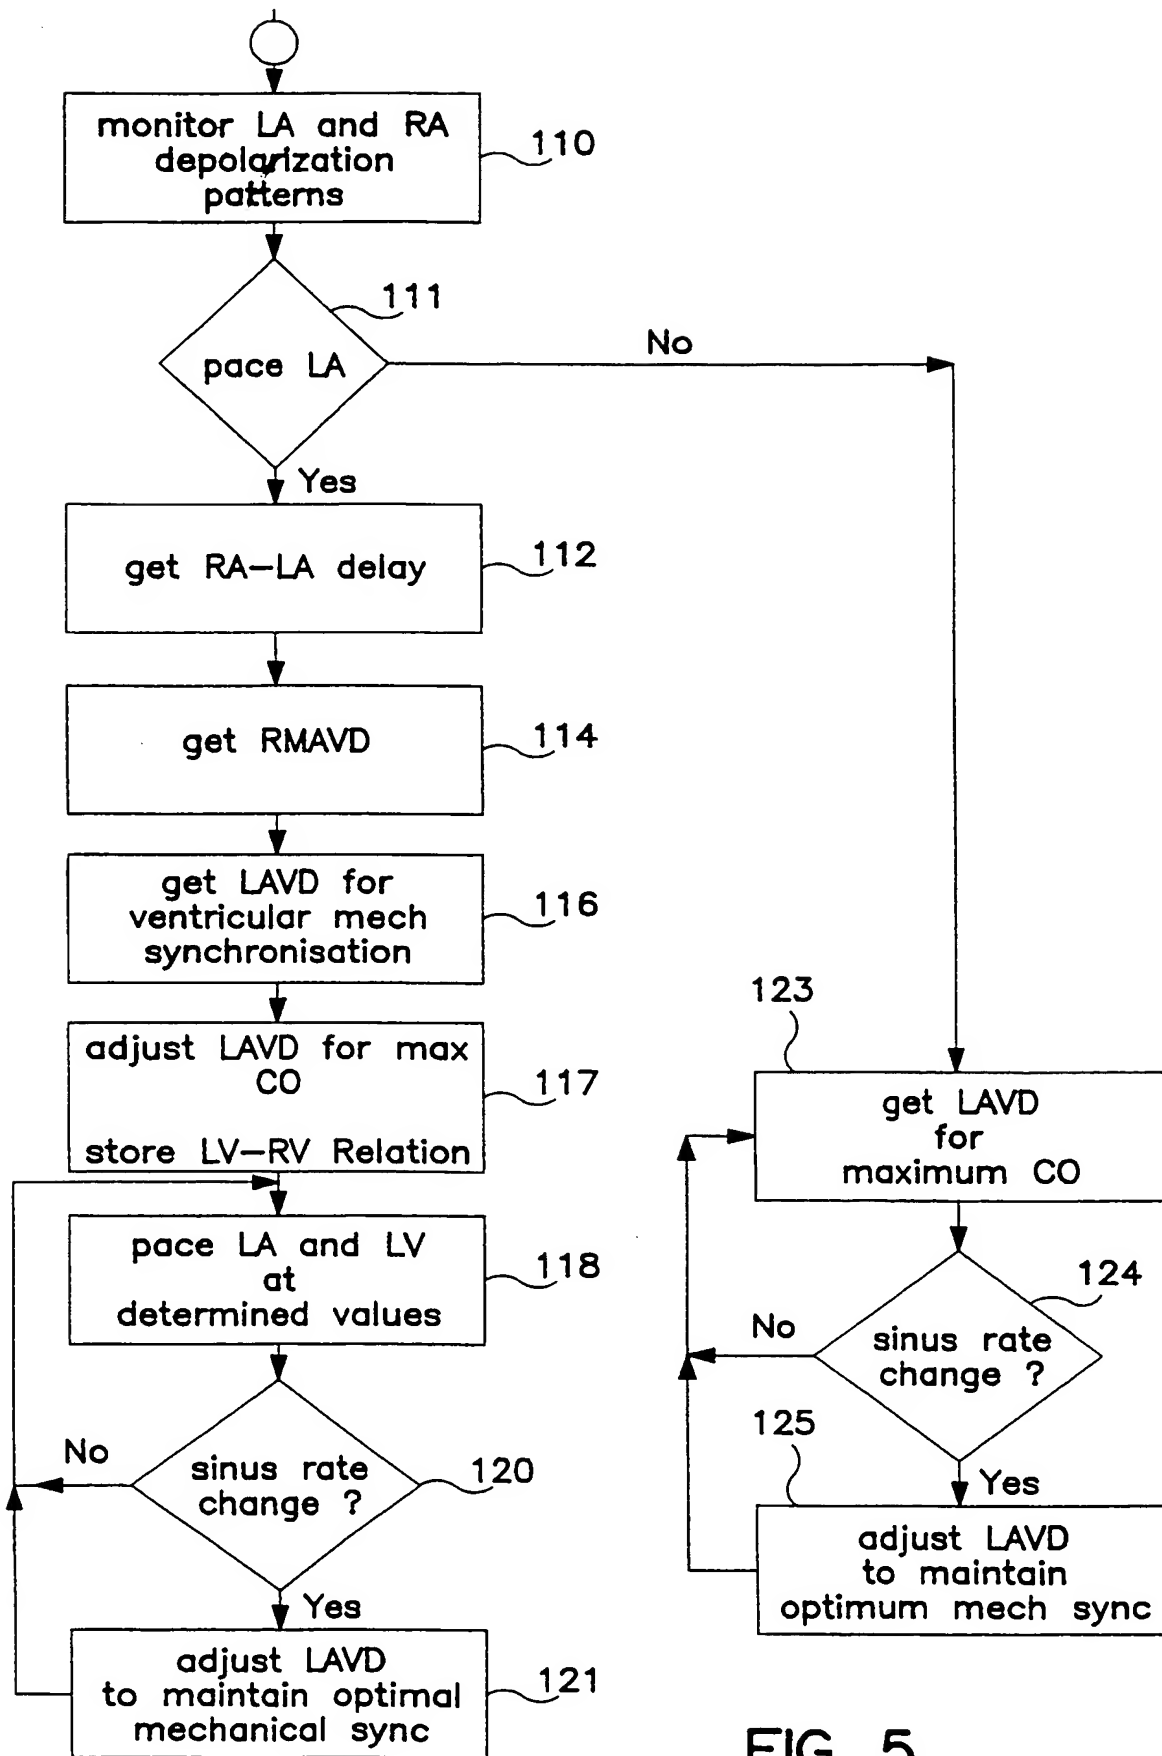 monitor LA and RA
depolarization
patterns
110
111
pace LA
No
Yes
get RA-LA delay
112
get RMAVD
114
get LAVD for
ventricular mech
synchronisation
116
adjust LAVD for max
CO
store LV-RV Relation
117
pace LA and LV
at
determined values
118
sinus rate
change ?
120
No
Yes
adjust LAVD
to maintain optimal
mechanical sync
121
123
get LAVD
for
maximum CO
124
sinus rate
change ?
No
Yes
125
adjust LAVD
to maintain
optimum mech sync
FIG. 5